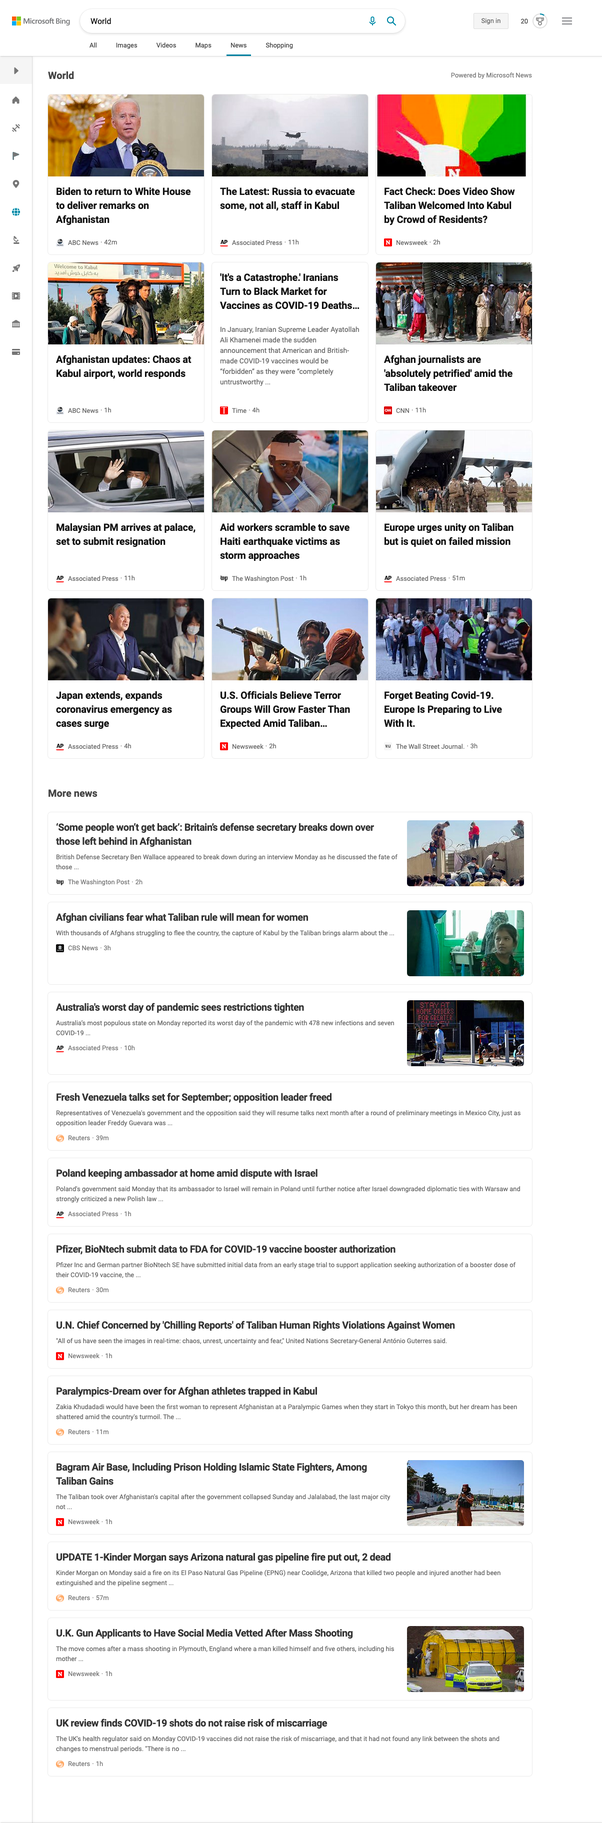 Microsoft Bing
World
Sign in
20
All
Images
Videos
Maps
News
Shopping
World
Powered by Microsoft News
Biden to return to White House
to deliver remarks on
Afghanistan
ABC News · 42m
The Latest: Russia to evacuate
some, not all, staff in Kabul
AP Associated Press · 11h
Fact Check: Does Video Show
Taliban Welcomed Into Kabul
by Crowd of Residents?
N Newsweek · 2h
Welcome to Kabul
Afghanistan updates: Chaos at
Kabul airport, world responds
ABC News · 1h
'It's a Catastrophe.' Iranians
Turn to Black Market for
Vaccines as COVID-19 Deaths...
In January, Iranian Supreme Leader Ayatollah
Ali Khamenei made the sudden
announcement that American and British-
made COVID-19 vaccines would be
"forbidden" as they were "completely
untrustworthy ...
Time · 4h
Afghan journalists are
'absolutely petrified' amid the
Taliban takeover
CNN · 11h
Malaysian PM arrives at palace,
set to submit resignation
AP Associated Press · 11h
Aid workers scramble to save
Haiti earthquake victims as
storm approaches
wp The Washington Post · 1h
Europe urges unity on Taliban
but is quiet on failed mission
AP Associated Press · 51m
Japan extends, expands
coronavirus emergency as
cases surge
AP Associated Press · 4h
U.S. Officials Believe Terror
Groups Will Grow Faster Than
Expected Amid Taliban...
N Newsweek · 2h
Forget Beating Covid-19.
Europe Is Preparing to Live
With It.
WSJ The Wall Street Journal. · 3h
More news
'Some people won't get back': Britain's defense secretary breaks down over
those left behind in Afghanistan
British Defense Secretary Ben Wallace appeared to break down during an interview Monday as he discussed the fate of
those ...
wp The Washington Post · 2h
Afghan civilians fear what Taliban rule will mean for women
With thousands of Afghans struggling to flee the country, the capture of Kabul by the Taliban brings alarm about the ...
CBS News · 3h
Australia's worst day of pandemic sees restrictions tighten
Australia's most populous state on Monday reported its worst day of the pandemic with 478 new infections and seven
COVID-19 ...
AP Associated Press · 10h
STAY AT
HOME ORDERS
FOR GREATER
SYDNEY
Fresh Venezuela talks set for September; opposition leader freed
Representatives of Venezuela's government and the opposition said they will resume talks next month after a round of preliminary meetings in Mexico City, just as
opposition leader Freddy Guevara was ...
Reuters · 39m
Poland keeping ambassador at home amid dispute with Israel
Poland's government said Monday that its ambassador to Israel will remain in Poland until further notice after Israel downgraded diplomatic ties with Warsaw and
strongly criticized a new Polish law ...
AP Associated Press · 1h
Pfizer, BioNtech submit data to FDA for COVID-19 vaccine booster authorization
Pfizer Inc and German partner BioNTech SE have submitted initial data from an early stage trial to support application seeking authorization of a booster dose of
their COVID-19 vaccine, the ...
Reuters · 30m
U.N. Chief Concerned by 'Chilling Reports' of Taliban Human Rights Violations Against Women
"All of us have seen the images in real-time: chaos, unrest, uncertainty and fear," United Nations Secretary-General António Guterres said.
N Newsweek · 1h
Paralympics-Dream over for Afghan athletes trapped in Kabul
Zakia Khudadadi would have been the first woman to represent Afghanistan at a Paralympic Games when they start in Tokyo this month, but her dream has been
shattered amid the country's turmoil. The ...
Reuters · 11m
Bagram Air Base, Including Prison Holding Islamic State Fighters, Among
Taliban Gains
The Taliban took over Afghanistan's capital after the government collapsed Sunday and Jalalabad, the last major city
not ...
N Newsweek · 1h
UPDATE 1-Kinder Morgan says Arizona natural gas pipeline fire put out, 2 dead
Kinder Morgan on Monday said a fire on its El Paso Natural Gas Pipeline (EPNG) near Coolidge, Arizona that killed two people and injured another had been
extinguished and the pipeline segment ...
Reuters · 57m
U.K. Gun Applicants to Have Social Media Vetted After Mass Shooting
The move comes after a mass shooting in Plymouth, England where a man killed himself and five others, including his
mother ...
N Newsweek · 1h
UK review finds COVID-19 shots do not raise risk of miscarriage
The UK's health regulator said on Monday COVID-19 vaccines did not raise the risk of miscarriage, and that it had not found any link between the shots and
changes to menstrual periods. "There is no ...
Reuters · 1h